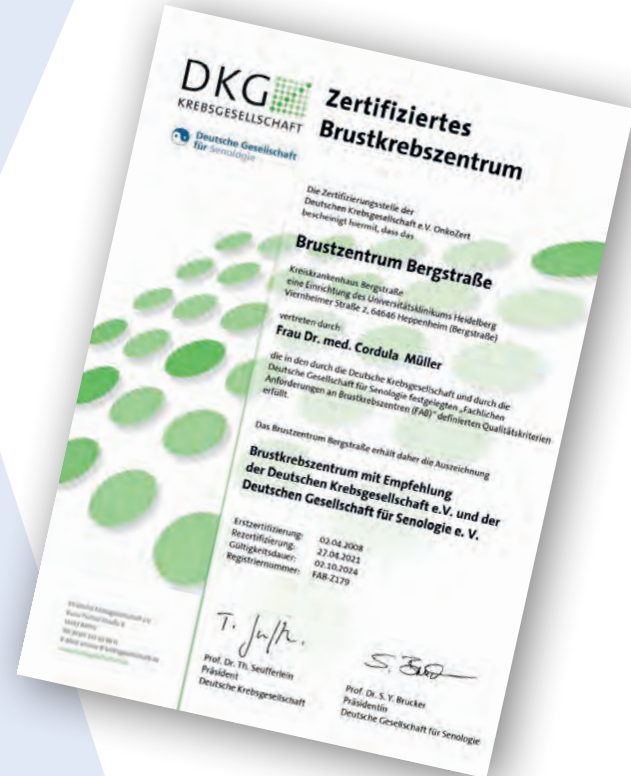 DKG
KREBSGESELLSCHAFT
Deutsche Gesellschaft
für Senologie
Zertifiziertes
Brustkrebszentrum
Die Zertifizierungsstelle der
Deutschen Krebsgesellschaft e.V. OnkoZert
bescheinigt hiermit, dass das
Brustzentrum Bergstraße
Kreiskrankenhaus Bergstraße
eine Einrichtung des Universitätsklinikums Heidelberg
Viernheimer Straße 2, 64646 Heppenheim (Bergstraße)
vertreten durch
Frau Dr. med. Cordula Müller
die in den durch die Deutsche Krebsgesellschaft und durch die
Deutsche Gesellschaft für Senologie festgelegten „Fachlichen
Anforderungen an Brustkrebszentren (FAB)“ definierten Qualitätskriterien
erfüllt.
Das Brustzentrum Bergstraße erhält daher die Auszeichnung
Brustkrebszentrum mit Empfehlung
der Deutschen Krebsgesellschaft e.V. und der
Deutschen Gesellschaft für Senologie e. V.
Erstzertifizierung: 02.04.2008
Rezertifizierung: 27.04.2021
Gültigkeitsdauer: 02.10.2024
Registriernummer: FAB-Z179
Prof. Dr. Th. Seufferlein
Präsident
Deutsche Krebsgesellschaft
Prof. Dr. S. Y. Brucker
Präsidentin
Deutsche Gesellschaft für Senologie